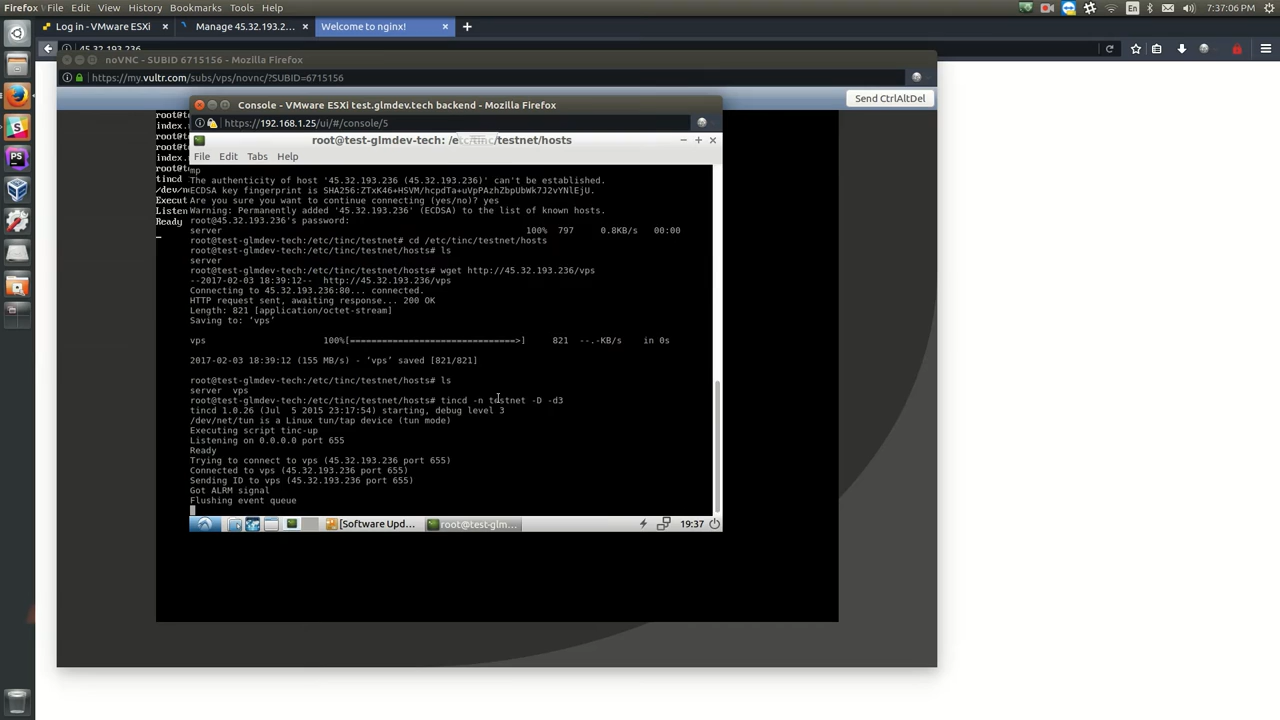 Firefox File Edit View History Bookmarks Tools Help En 7:37:06 PM
Log in - VMware ESXi × Manage 45.32.193.2... × Welcome to nginx! × +
45.32.193.236
noVNC - SUBID 6715156 - Mozilla Firefox
https://my.vultr.com/subs/vps/novnc/?SUBID=6715156
Send CtrlAltDel
Console - VMware ESXi test.glmdev.tech backend - Mozilla Firefox
https://192.168.1.25/ui/#/console/5
root@test-glmdev-tech: /etc/tinc/testnet/hosts
File Edit Tabs Help
mp
The authenticity of host '45.32.193.236 (45.32.193.236)' can't be established.
ECDSA key fingerprint is SHA256:ZTxK46+HSVM/hcpdTa+uVpPAzhZbpUbWk7J2vYNlEjU.
Are you sure you want to continue connecting (yes/no)? yes
Warning: Permanently added '45.32.193.236' (ECDSA) to the list of known hosts.
root@45.32.193.236's password:
server 100% 797 0.8KB/s 00:00
root@test-glmdev-tech:/etc/tinc/testnet# cd /etc/tinc/testnet/hosts
root@test-glmdev-tech:/etc/tinc/testnet/hosts# ls
server
root@test-glmdev-tech:/etc/tinc/testnet/hosts# wget http://45.32.193.236/vps
--2017-02-03 18:39:12-- http://45.32.193.236/vps
Connecting to 45.32.193.236:80... connected.
HTTP request sent, awaiting response... 200 OK
Length: 821 [application/octet-stream]
Saving to: ‘vps’
vps 100%[==============================>] 821 --.-KB/s in 0s
2017-02-03 18:39:12 (155 MB/s) - ‘vps’ saved [821/821]
root@test-glmdev-tech:/etc/tinc/testnet/hosts# ls
server vps
root@test-glmdev-tech:/etc/tinc/testnet/hosts# tincd -n testnet -D -d3
tincd 1.0.26 (Jul 5 2015 23:17:54) starting, debug level 3
/dev/net/tun is a Linux tun/tap device (tun mode)
Executing script tinc-up
Listening on 0.0.0.0 port 655
Ready
Trying to connect to vps (45.32.193.236 port 655)
Connected to vps (45.32.193.236 port 655)
Sending ID to vps (45.32.193.236 port 655)
Got ALRM signal
Flushing event queue
[Software Upd... root@test-glm... 19:37
root@t
index.
root@t
index.
root@t
tincd
/dev/n
Execut
Listen
Ready